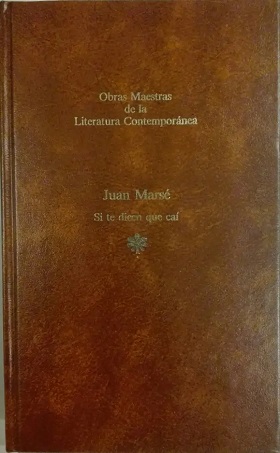 Obras Maestras
de la
Literatura Contemporánea
Juan Marsé
Si te dicen que caí